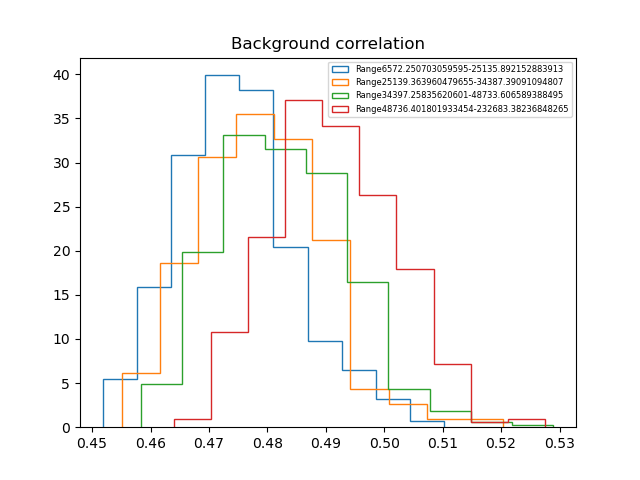 Background correlation
Range6572.250703059595-25135.892152883913
Range25139.363960479655-34387.39091094807
Range34397.25835620601-48733.606589388495
Range48736.401801933454-232683.38236848265
40
35
30
25
20
15
10
5
0
0.45 0.46 0.47 0.48 0.49 0.50 0.51 0.52 0.53